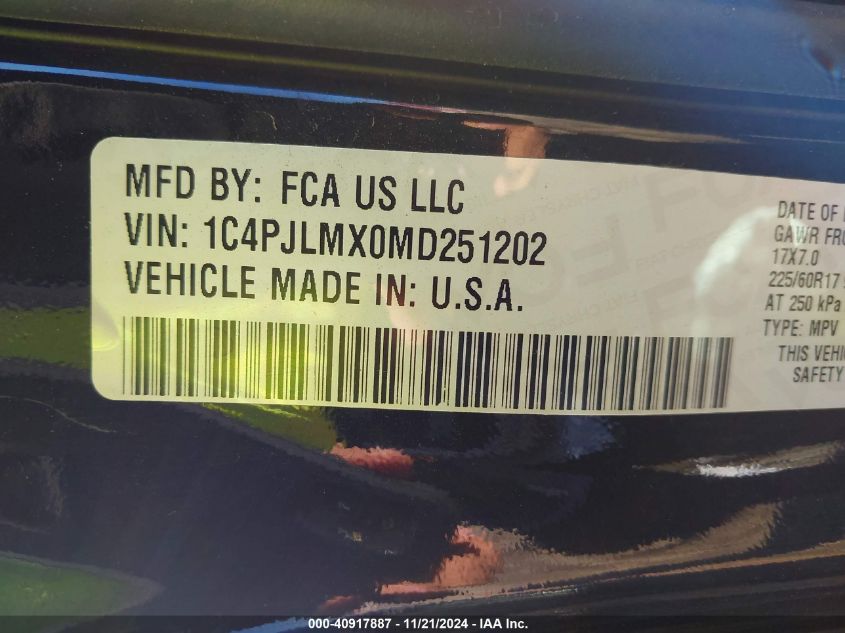 MFD BY: FCA US LLC
VIN: 1C4PJLMX0MD251202
VEHICLE MADE IN: U.S.A.
DATE OF
GAWR FRO
17X7.0
225/60R17
AT 250 kPa
TYPE: MPV
THIS VEHI
SAFETY
000-40917887 - 11/21/2024 - IAA Inc.